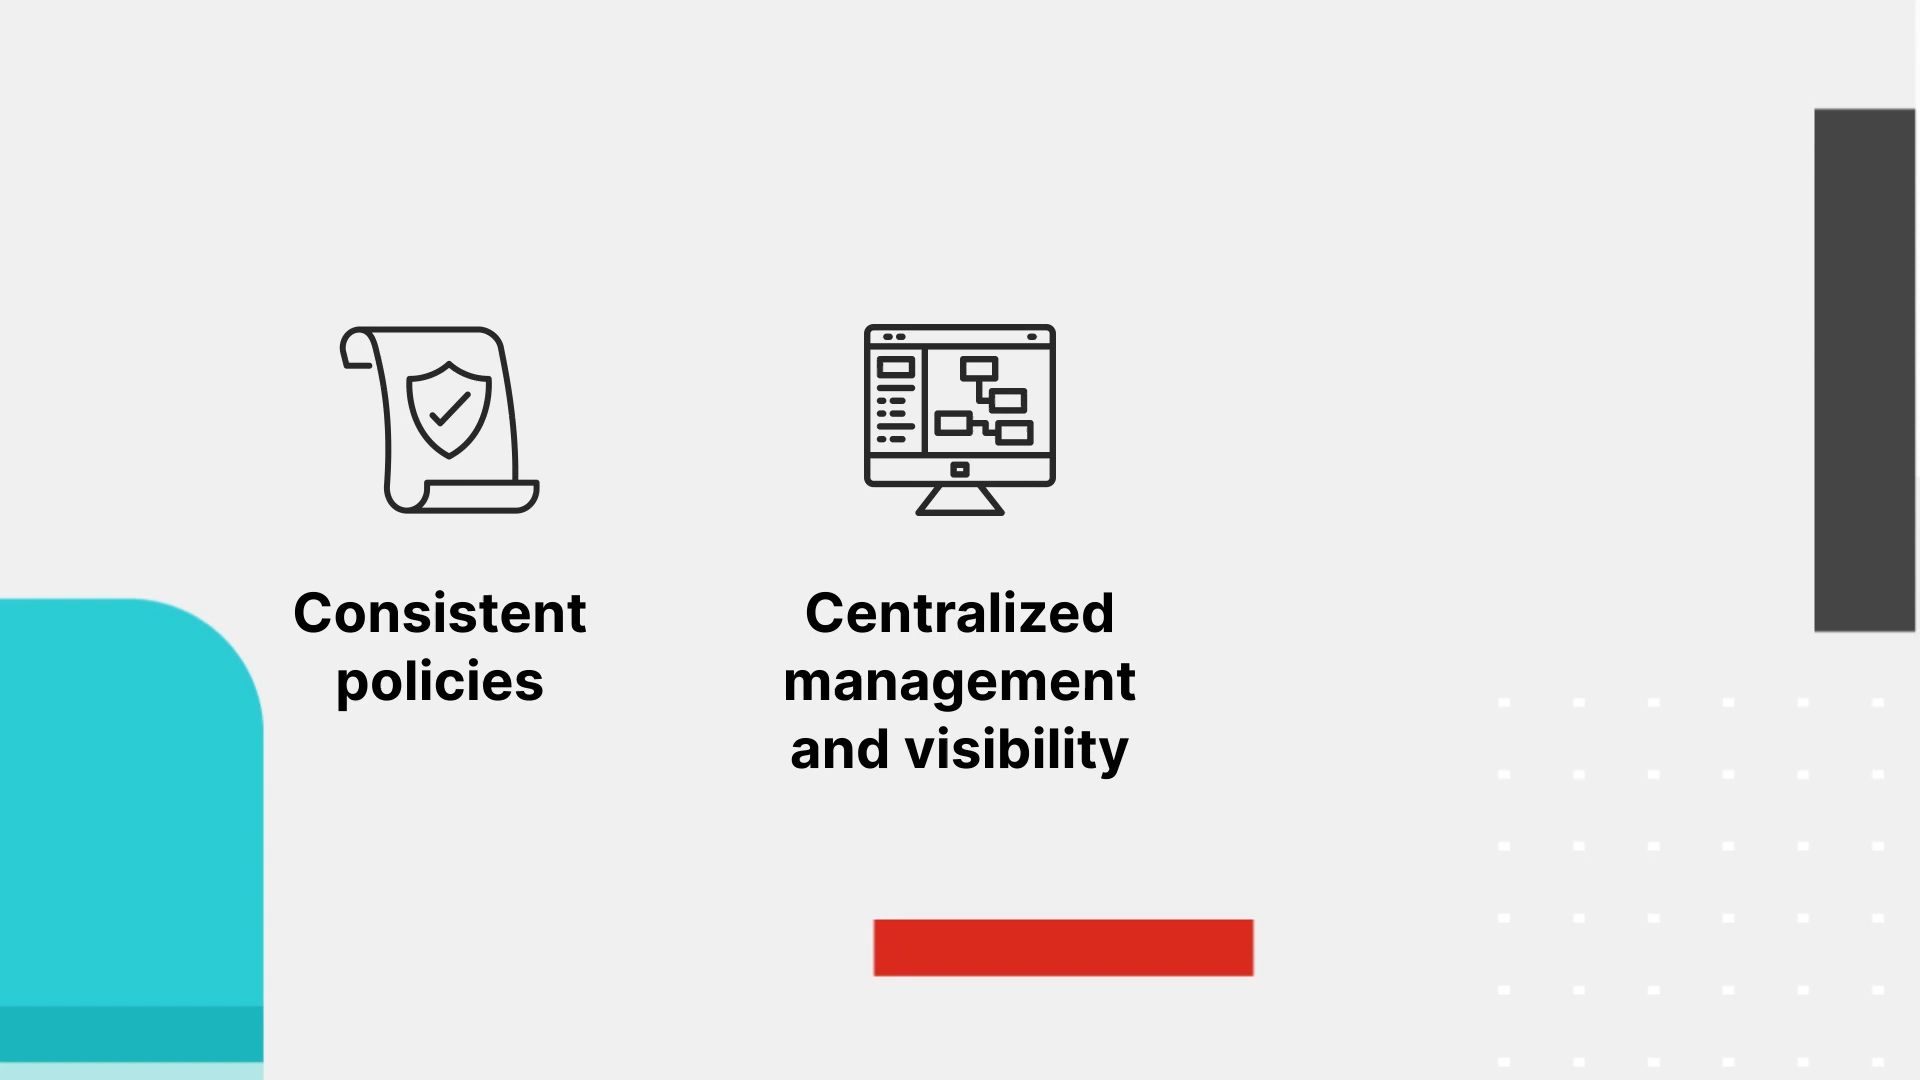 Consistent
policies
Centralized
management
and visibility